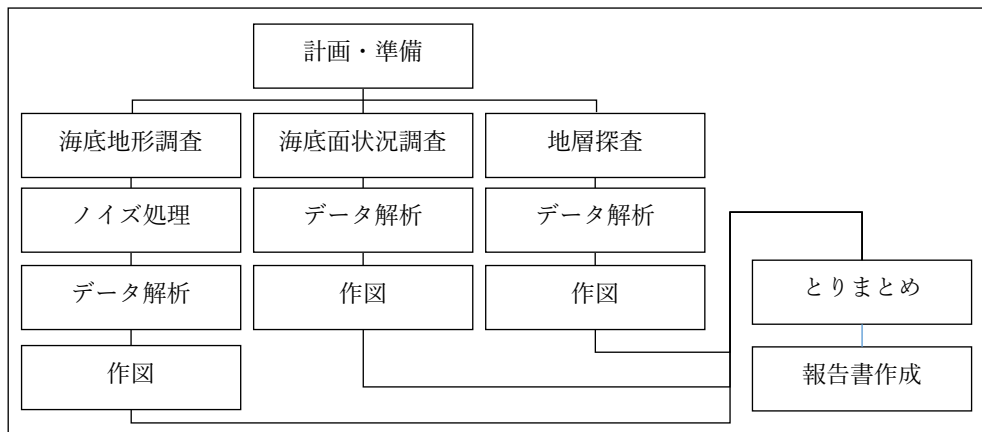 計画・準備
海底地形調査
海底面状況調査
地層探査
ノイズ処理
データ解析
データ解析
データ解析
作図
作図
とりまとめ
作図
報告書作成